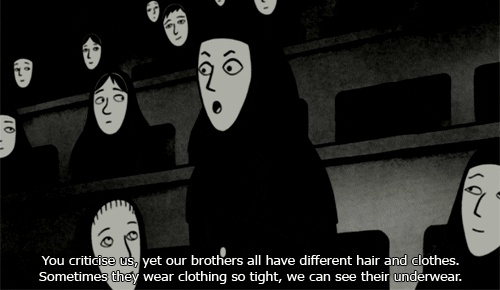 You criticise us, yet our brothers all have different hair and clothes.
Sometimes they wear clothing so tight, we can see their underwear.